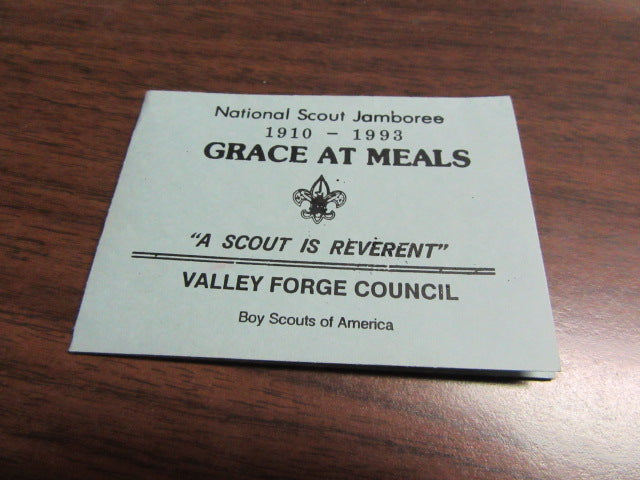 National Scout Jamboree
1910 - 1993
GRACE AT MEALS
"A SCOUT IS REVERENT"
VALLEY FORGE COUNCIL
Boy Scouts of America